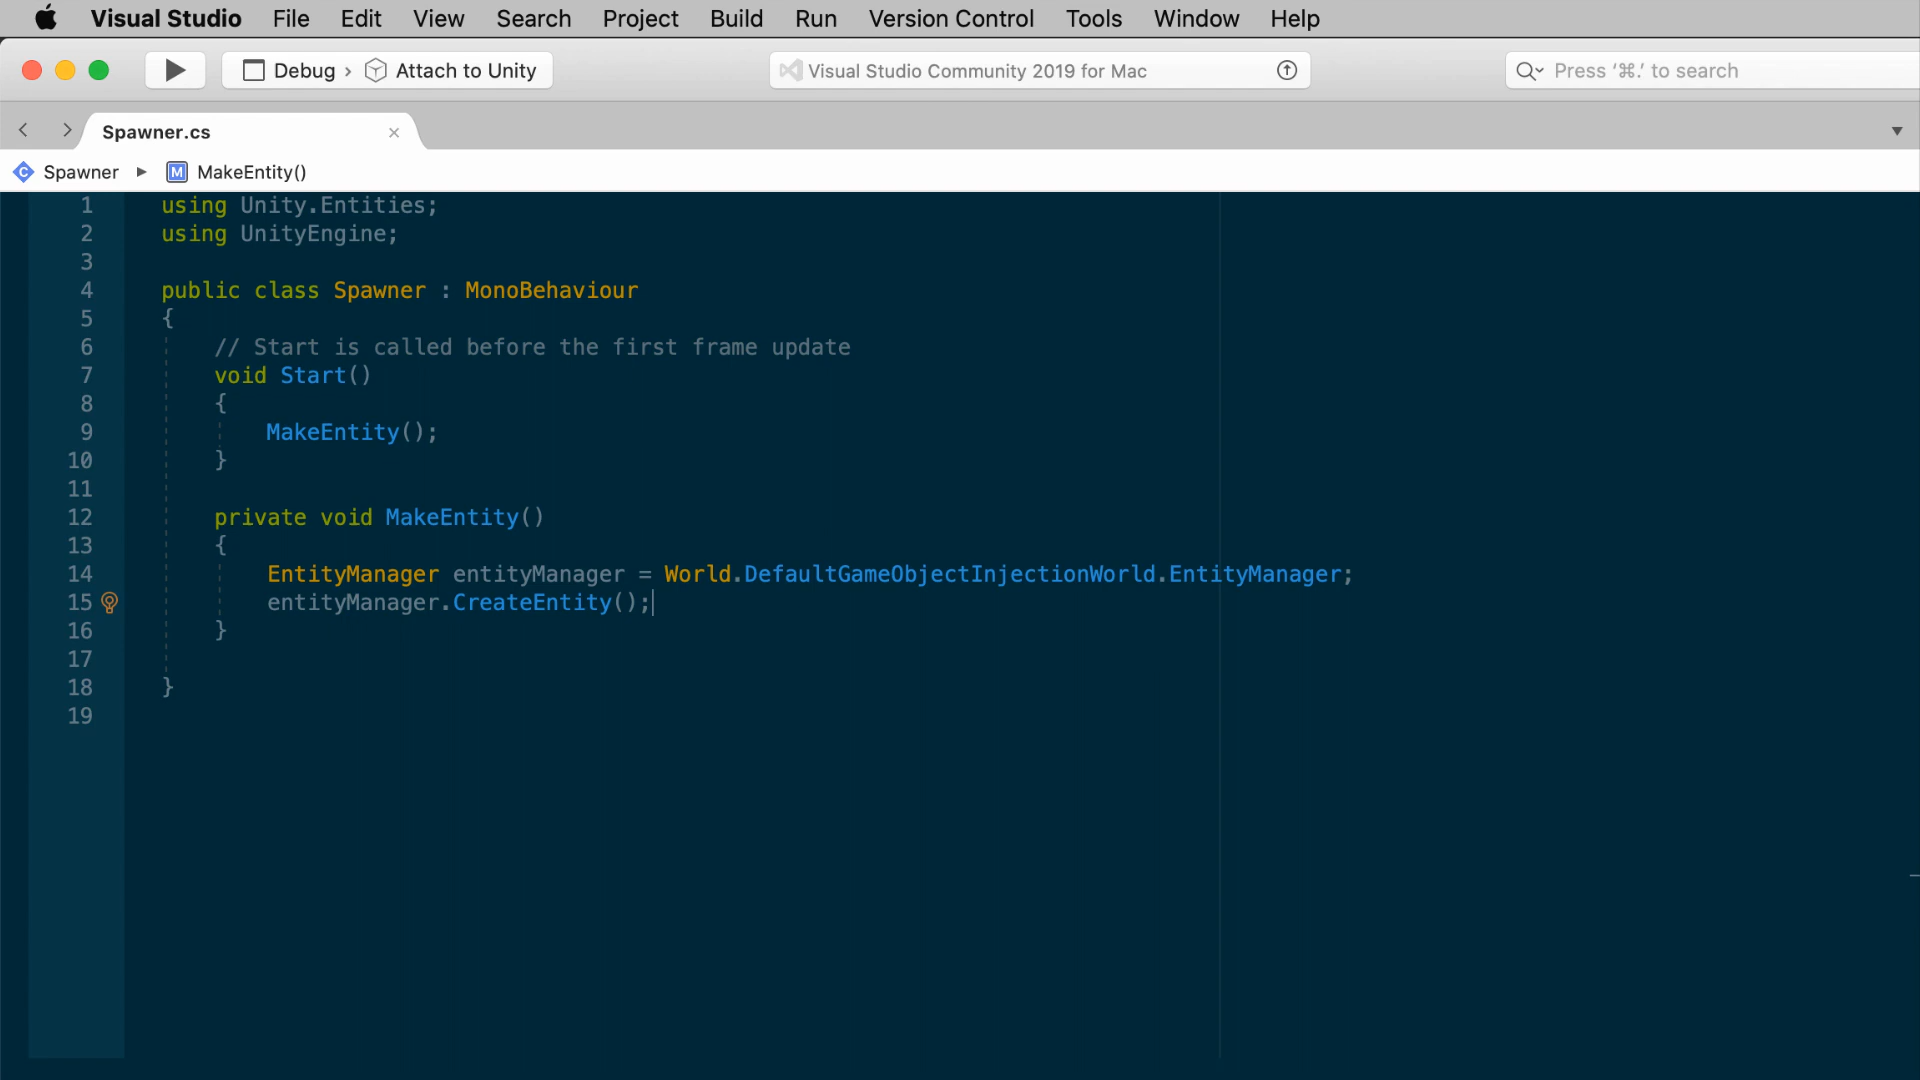 Visual Studio File Edit View Search Project Build Run Version Control Tools Window Help
Debug › Attach to Unity Visual Studio Community 2019 for Mac Press ‘⌘.’ to search
Spawner.cs
C Spawner M MakeEntity()
1 using Unity.Entities;
2 using UnityEngine;
3
4 public class Spawner : MonoBehaviour
5 {
6 // Start is called before the first frame update
7 void Start()
8 {
9 MakeEntity();
10 }
11
12 private void MakeEntity()
13 {
14 EntityManager entityManager = World.DefaultGameObjectInjectionWorld.EntityManager;
15 entityManager.CreateEntity();
16 }
17
18 }
19